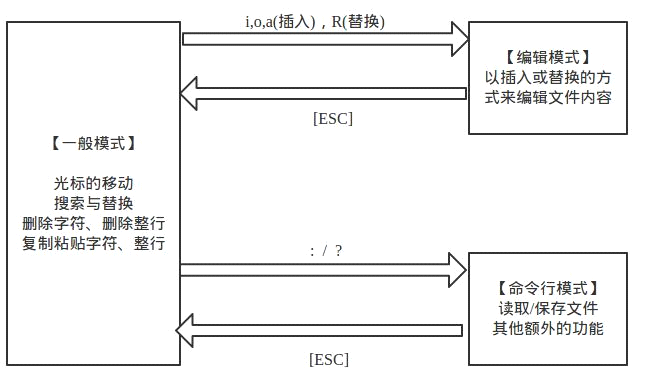 i,o,a(插入)，R(替换)
【编辑模式】
以插入或替换的方
式来编辑文件内容
[ESC]
【一般模式】
光标的移动
搜索与替换
删除字符、删除整行
复制粘贴字符、整行
: / ?
【命令行模式】
读取/保存文件
其他额外的功能
[ESC]